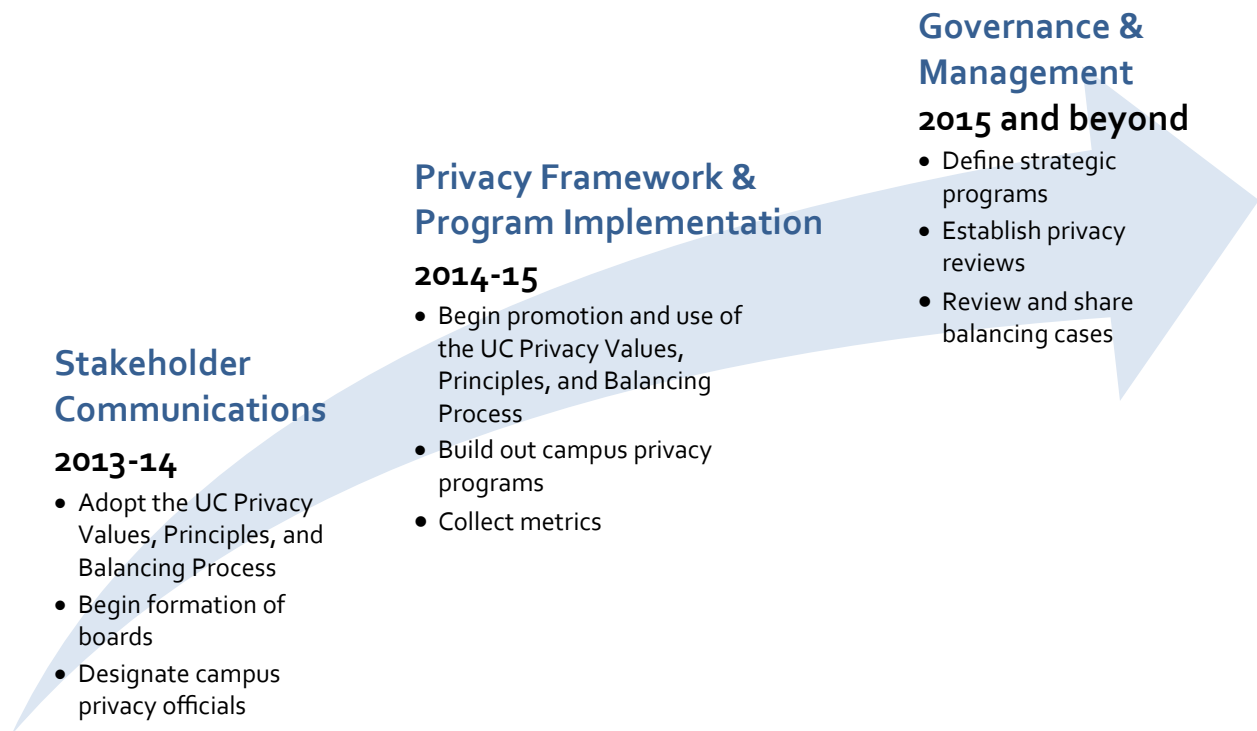 Stakeholder
Communications
2013-14
• Adopt the UC Privacy
Values, Principles, and
Balancing Process
• Begin formation of
boards
• Designate campus
privacy officials
Privacy Framework &
Program Implementation
2014-15
• Begin promotion and use of
the UC Privacy Values,
Principles, and Balancing
Process
• Build out campus privacy
programs
• Collect metrics
Governance &
Management
2015 and beyond
• Define strategic
programs
• Establish privacy
reviews
• Review and share
balancing cases